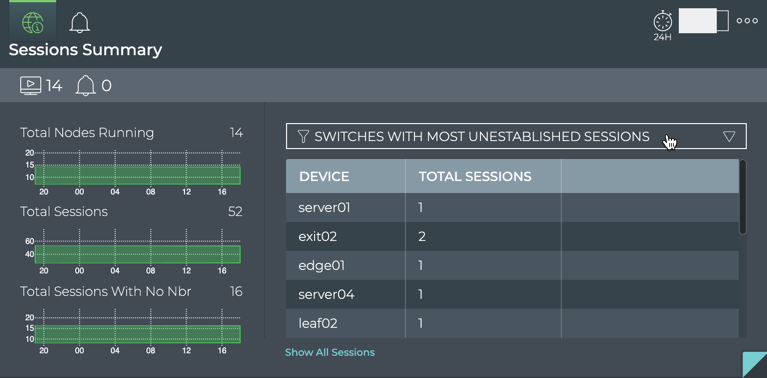 24H
Sessions Summary
14 0
Total Nodes Running 14
20
15
10
20 00 04 08 12 16
Total Sessions 52
60
40
20 00 04 08 12 16
Total Sessions With No Nbr 16
20
15
10
20 00 04 08 12 16
SWITCHES WITH MOST UNESTABLISHED SESSIONS
DEVICE TOTAL SESSIONS
server01 1
exit02 2
edge01 1
server04 1
leaf02 1
Show All Sessions